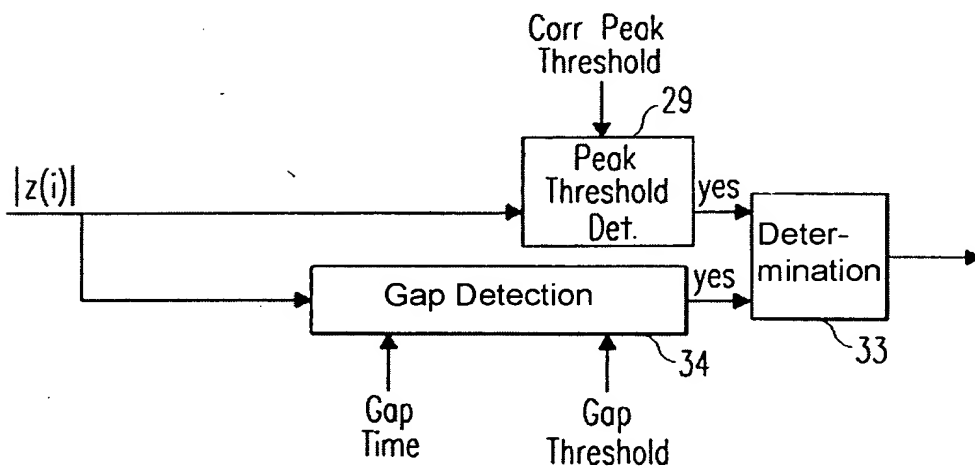 Corr Peak
Threshold
29
|z(i)|
Peak
Threshold
Det.
yes
Deter-
mination
33
Gap Detection
yes
34
Gap
Time
Gap
Threshold